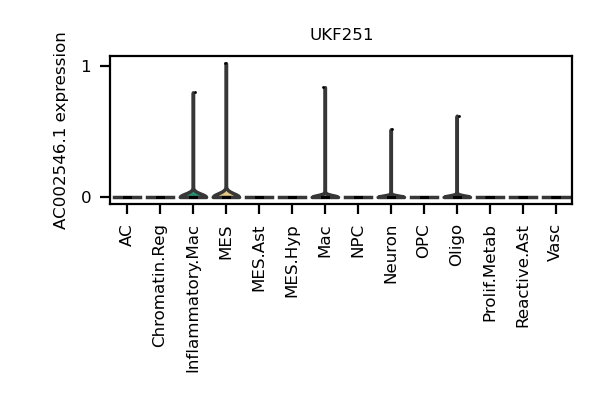 UKF251
AC002546.1 expression
1
0
AC
Chromatin.Reg
Inflammatory.Mac
MES
MES.Ast
MES.Hyp
Mac
NPC
Neuron
OPC
Oligo
Prolif.Metab
Reactive.Ast
Vasc